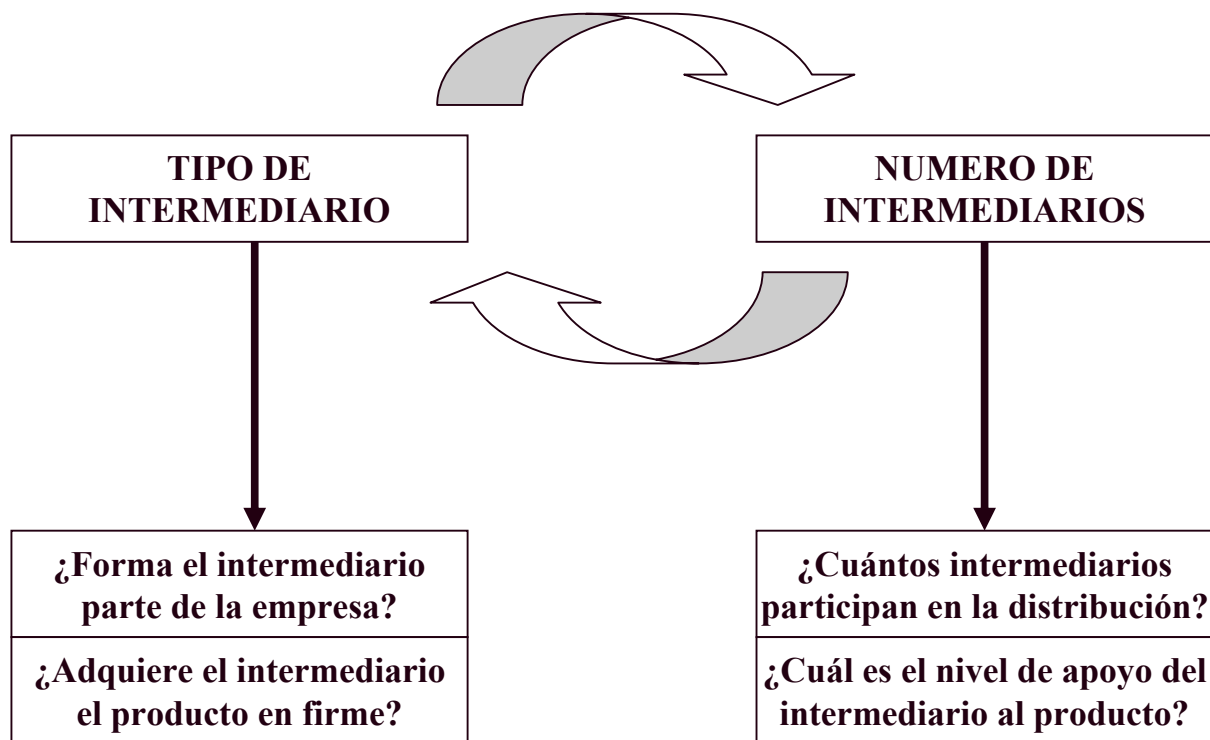 TIPO DE
INTERMEDIARIO
NUMERO DE
INTERMEDIARIOS
¿Forma el intermediario
parte de la empresa?
¿Adquiere el intermediario
el producto en firme?
¿Cuántos intermediarios
participan en la distribución?
¿Cuál es el nivel de apoyo del
intermediario al producto?